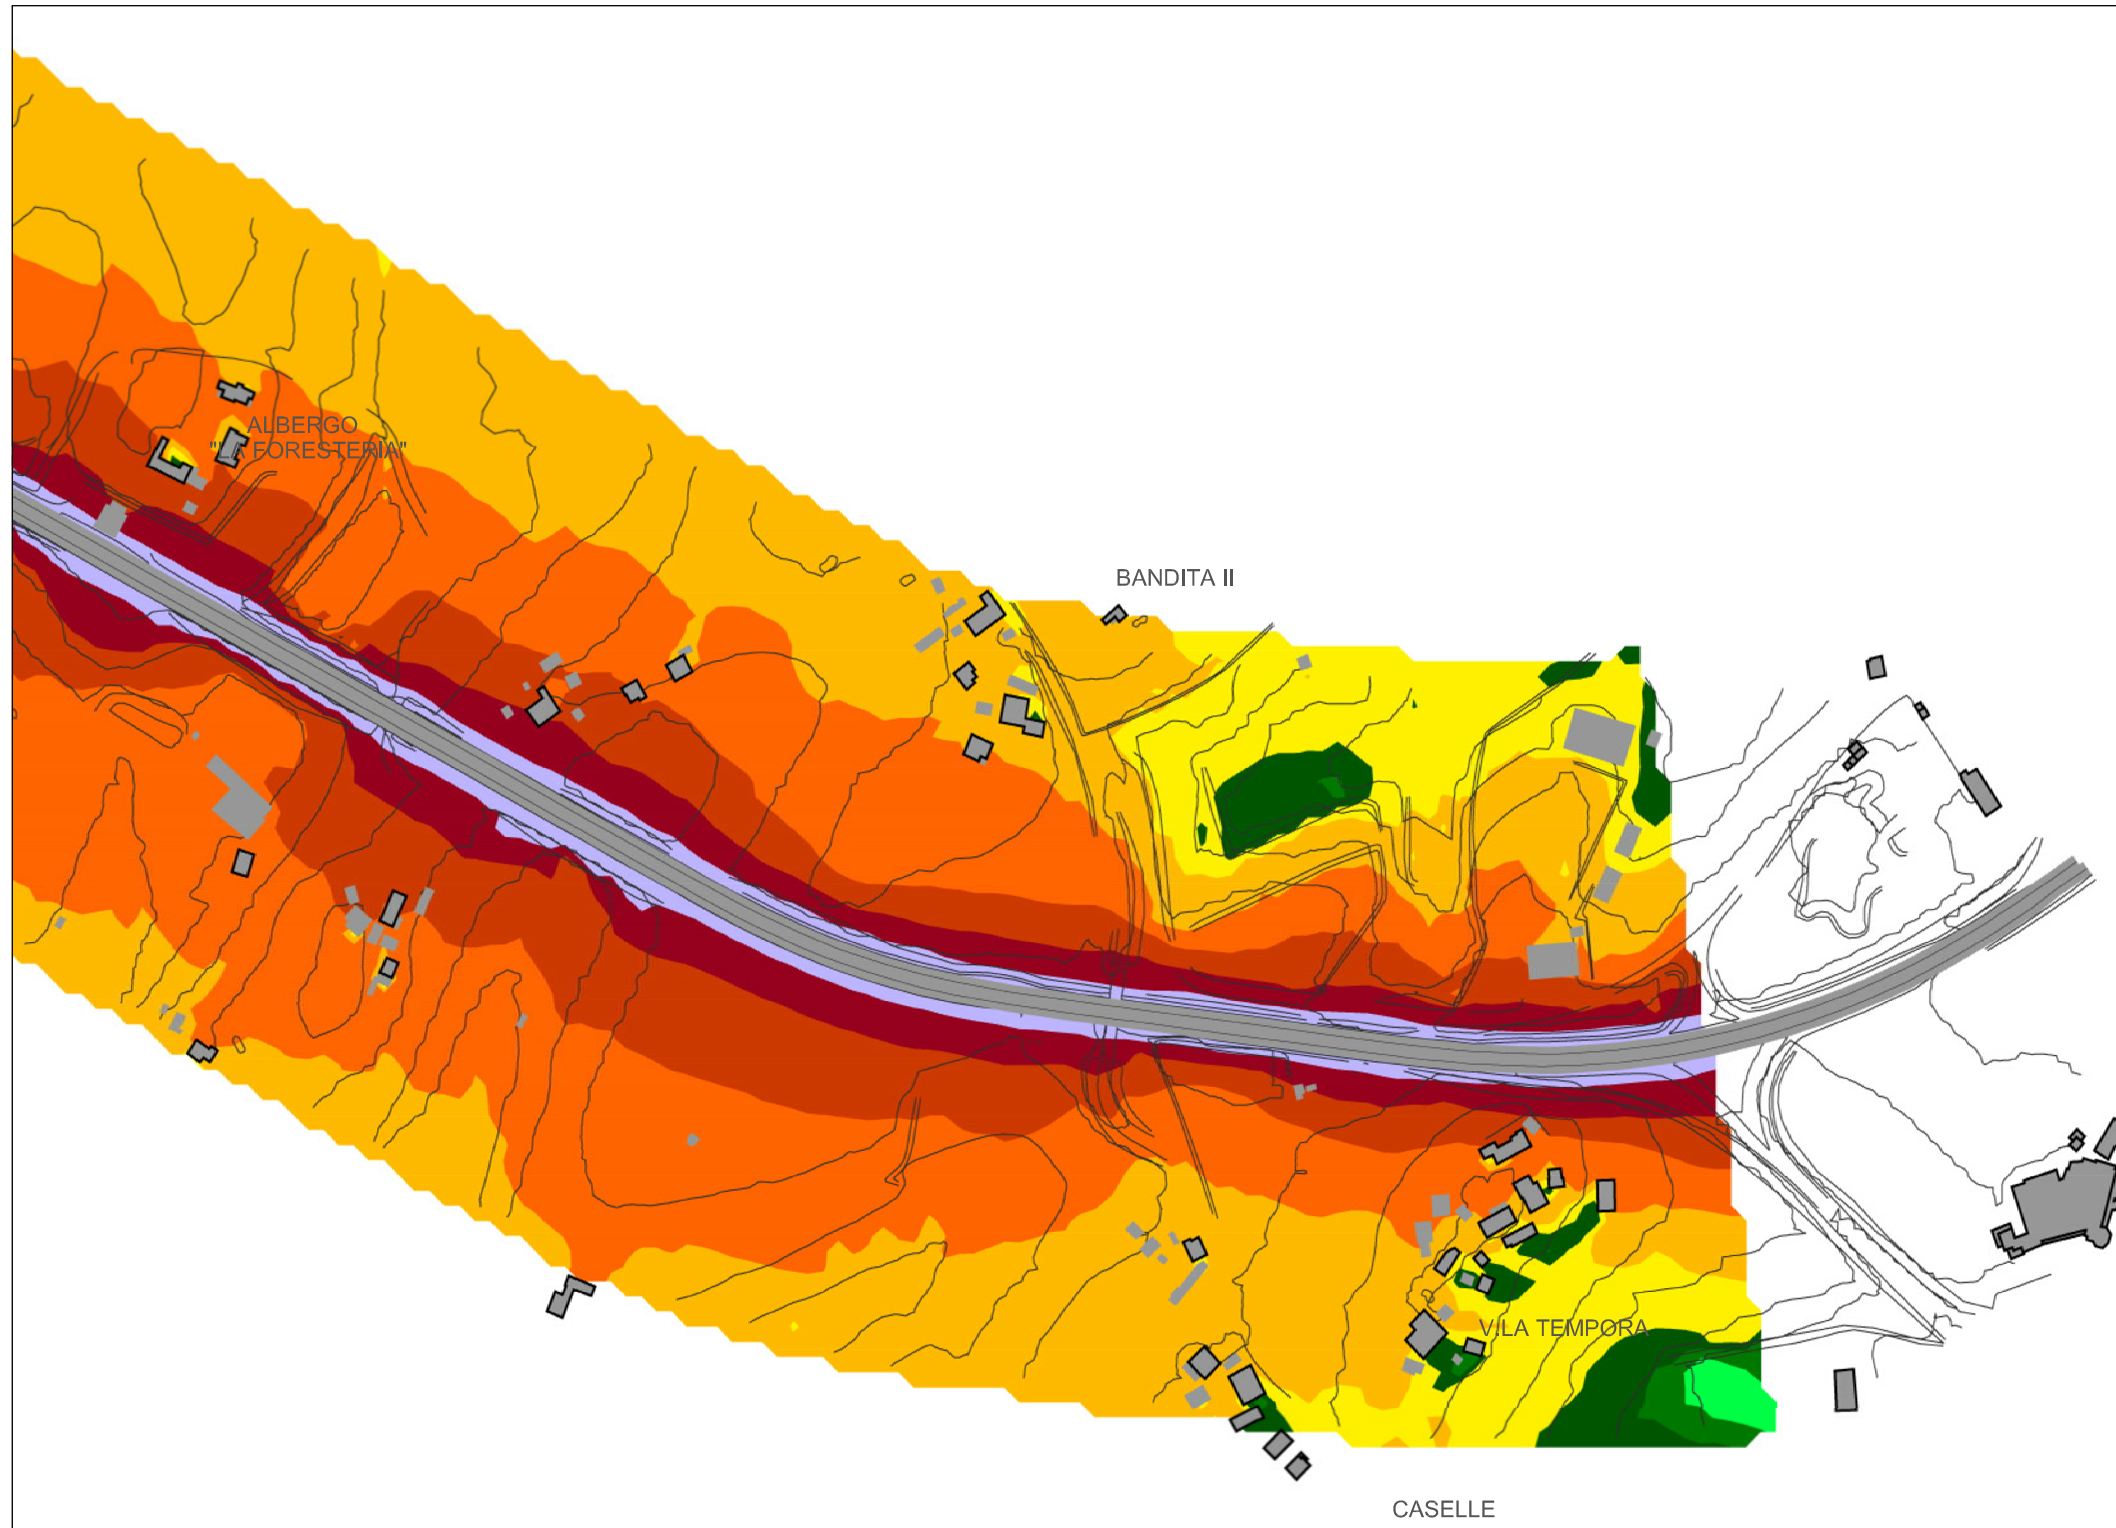 ALBERGO
"LA FORESTERIA"
BANDITA II
VILA TEMPORA
CASELLE